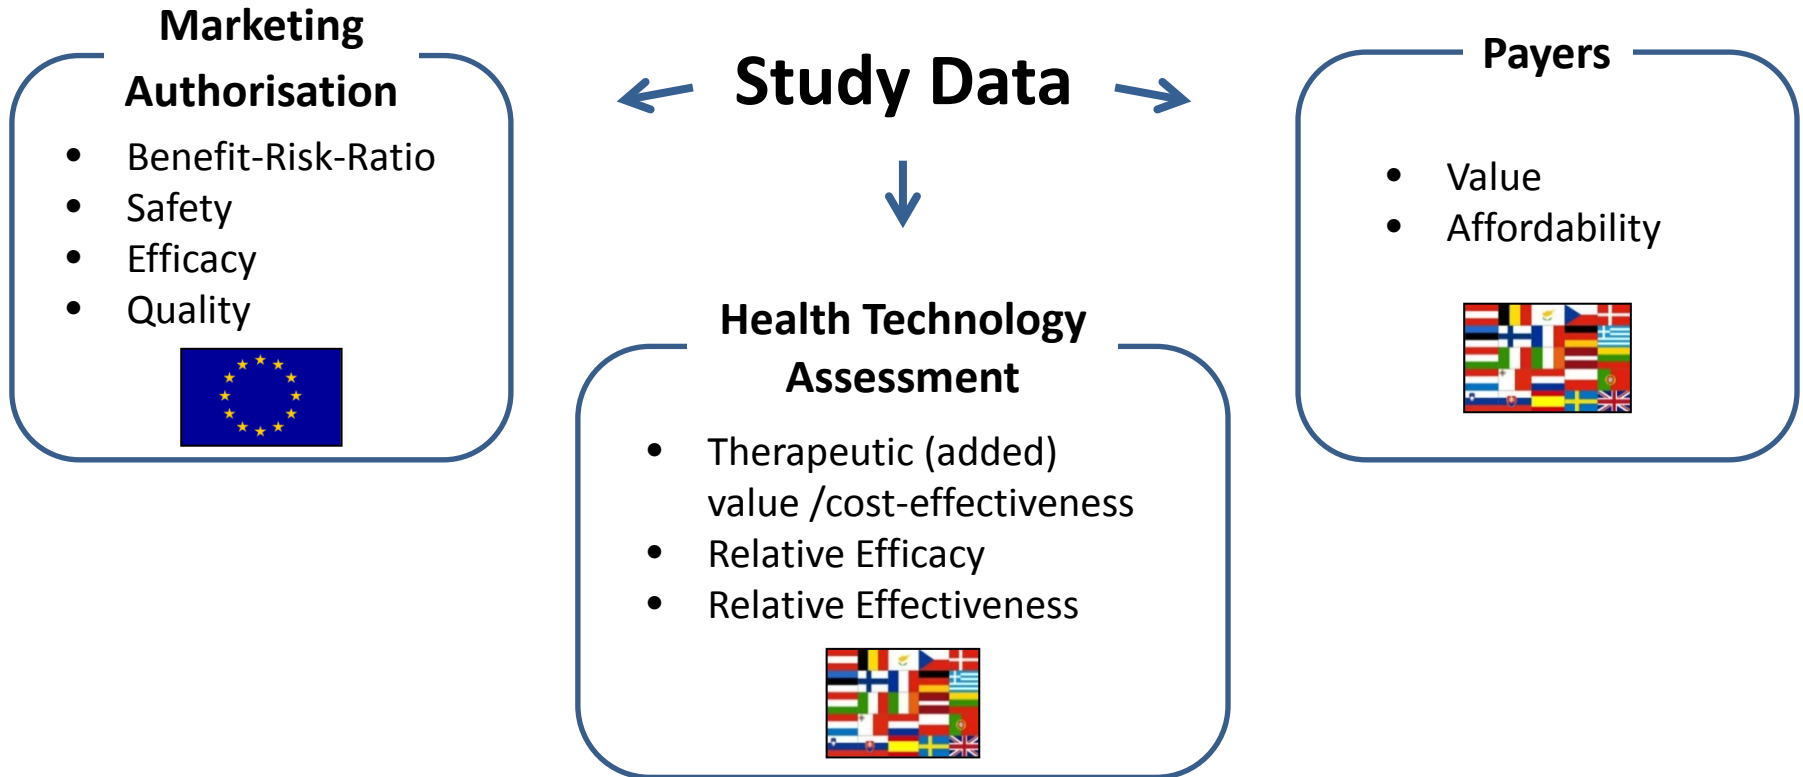 Marketing
Authorisation
• Benefit-Risk-Ratio
• Safety
• Efficacy
• Quality
Study Data
Health Technology
Assessment
• Therapeutic (added)
value /cost-effectiveness
• Relative Efficacy
• Relative Effectiveness
Payers
• Value
• Affordability